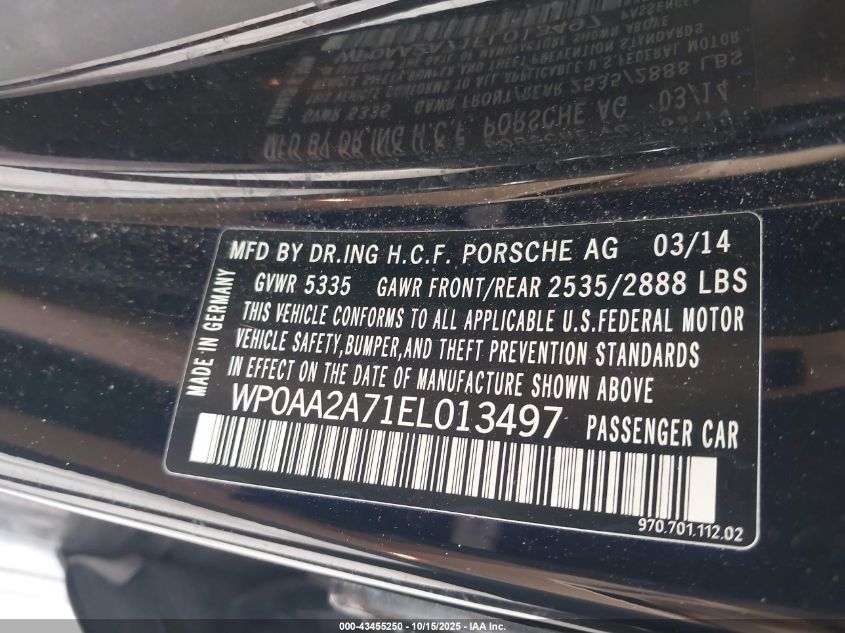 MFD BY DR.ING H.C.F. PORSCHE AG 03/14
GVWR 5335 GAWR FRONT/REAR 2535/2888 LBS
THIS VEHICLE CONFORMS TO ALL APPLICABLE U.S.FEDERAL MOTOR
VEHICLE SAFETY,BUMPER,AND THEFT PREVENTION STANDARDS
IN EFFECT ON THE DATE OF MANUFACTURE SHOWN ABOVE
WP0AA2A71EL013497 PASSENGER CAR
MADE IN GERMANY
970.701.112.02
000-43455250 - 10/15/2025 - IAA Inc.